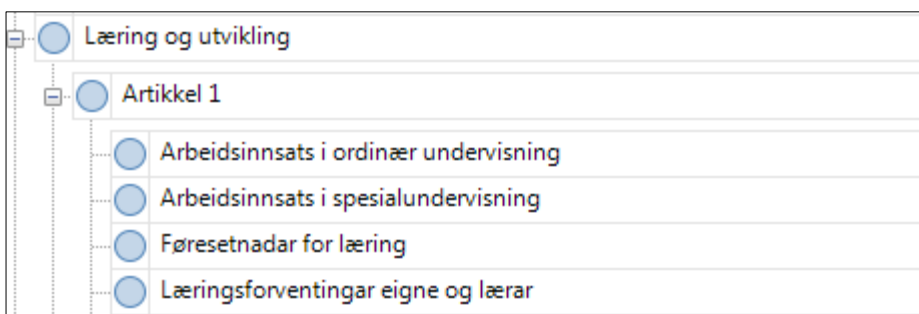 Læring og utvikling
Artikkel 1
Arbeidsinnsats i ordinær undervisning
Arbeidsinnsats i spesialundervisning
Føresetnadar for læring
Læringsforventingar eigne og lærar